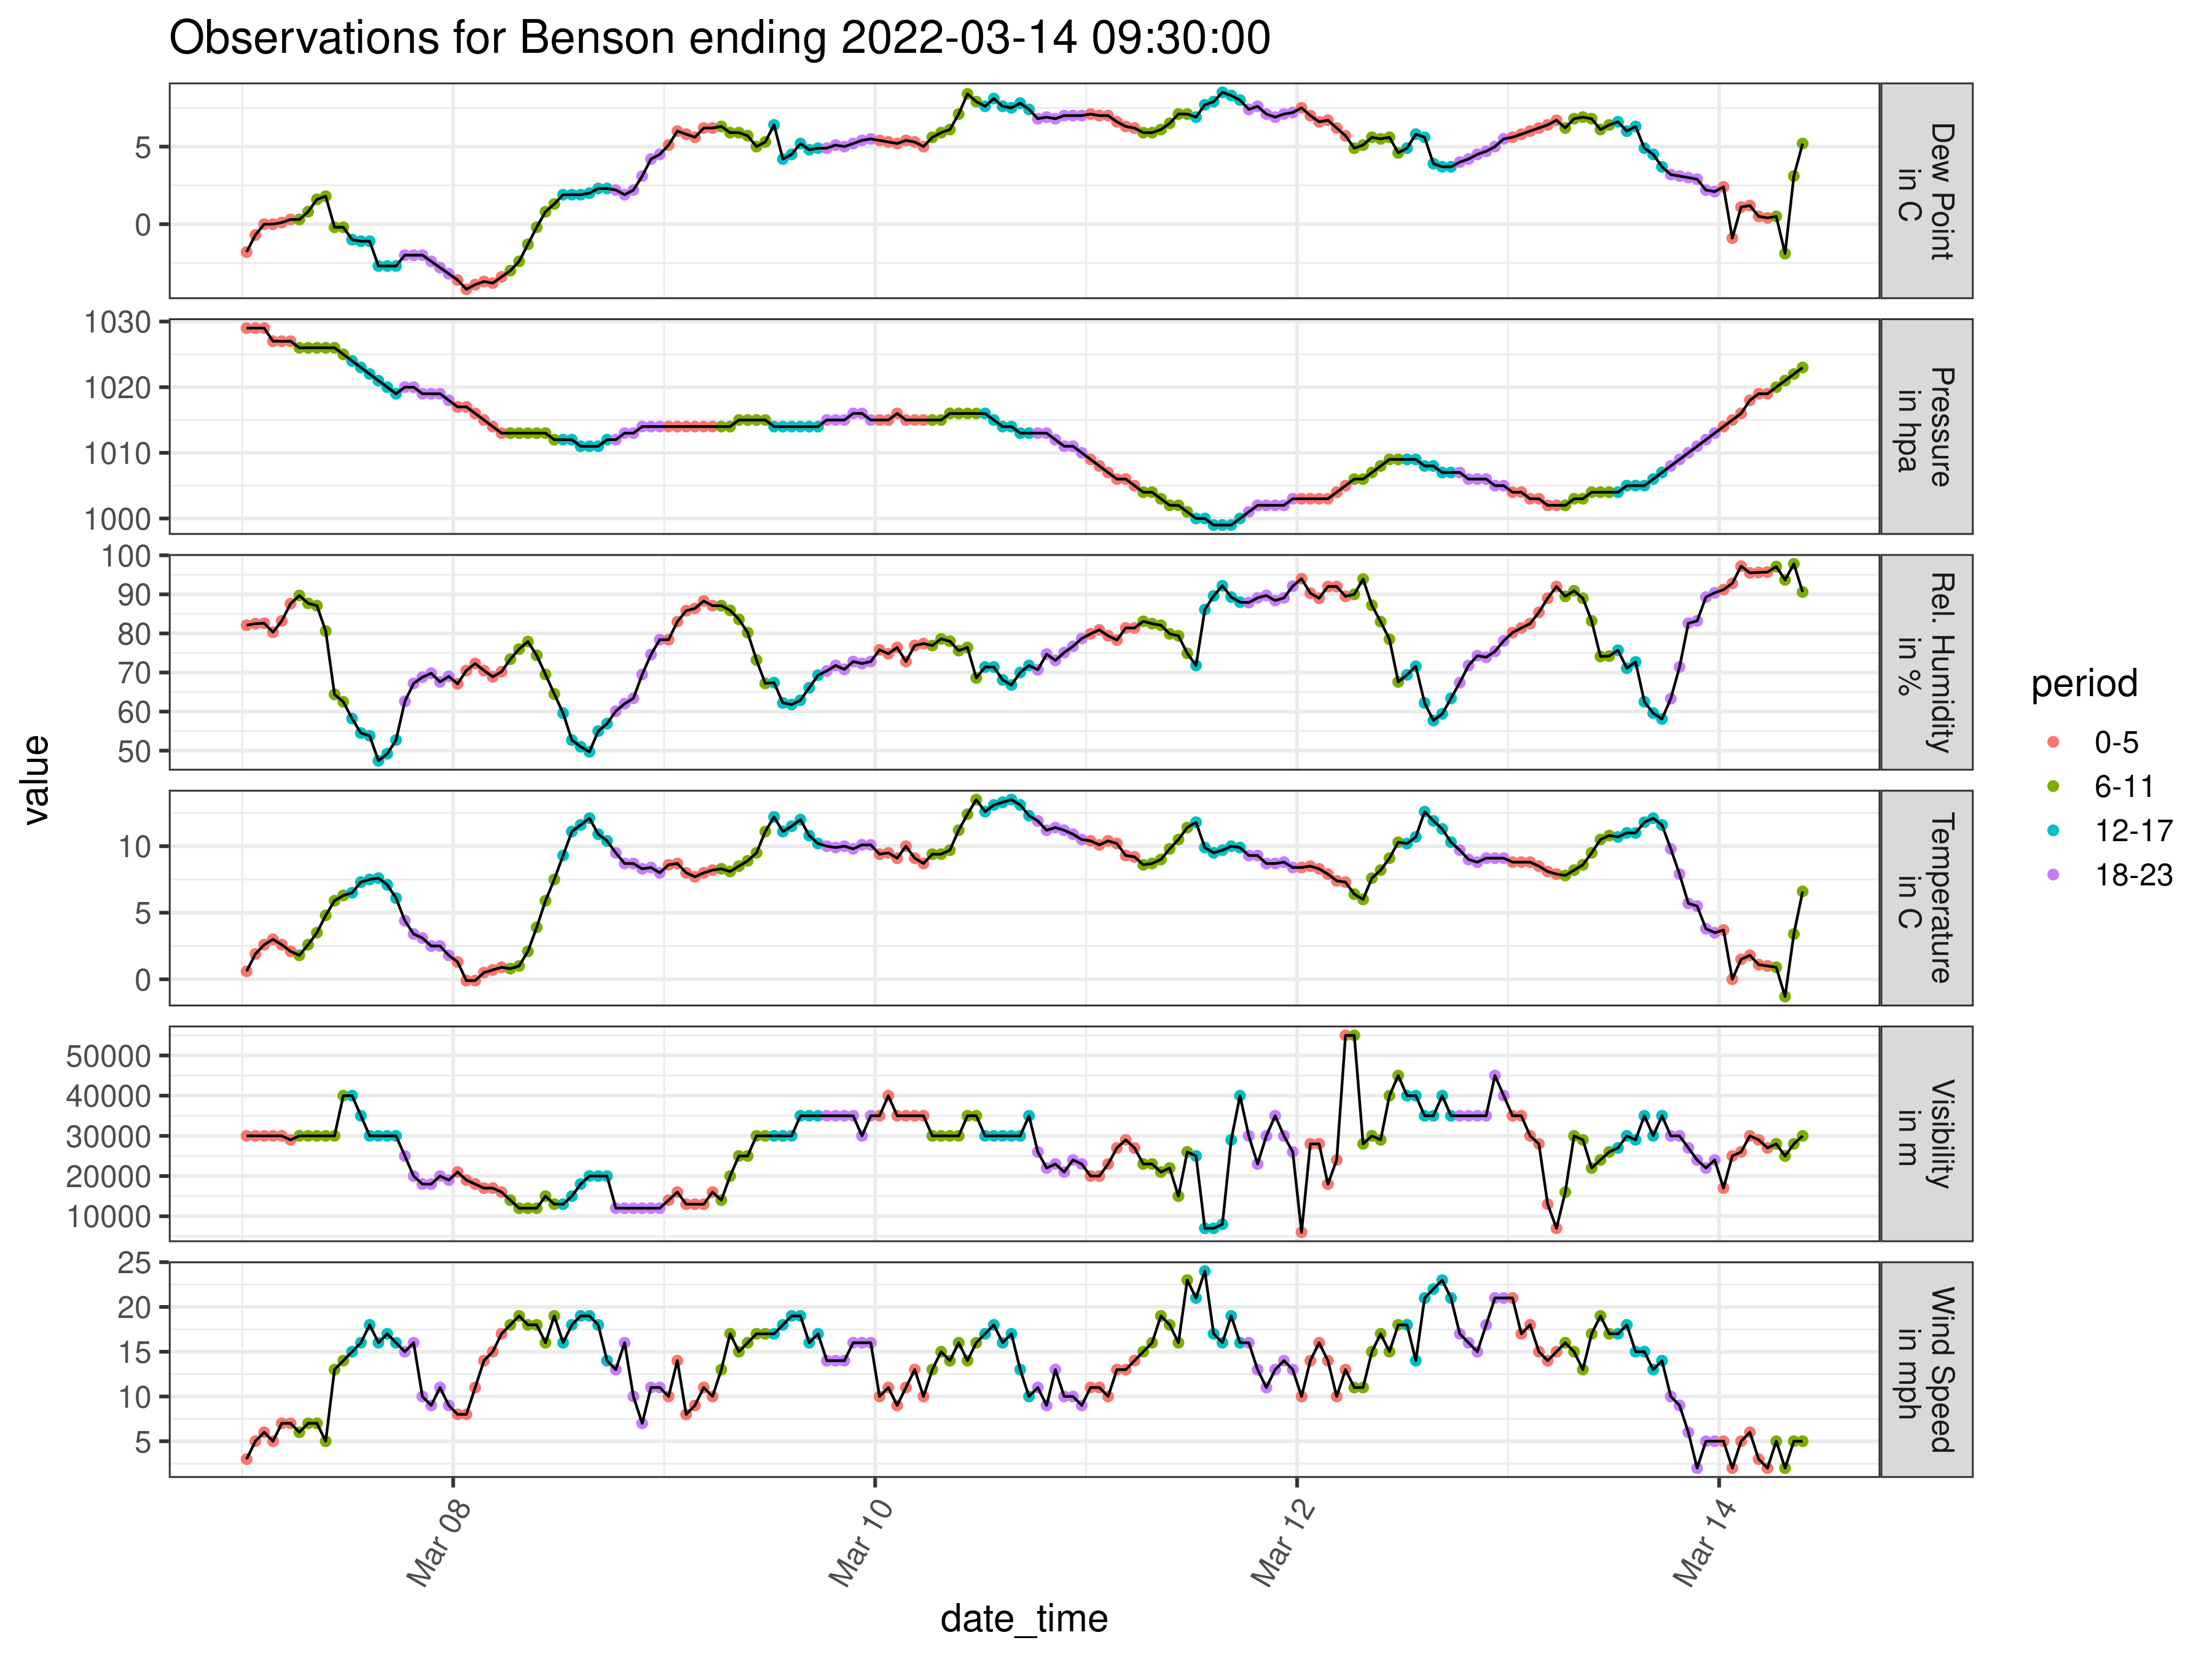 Observations for Benson ending 2022-03-14 09:30:00
value
5
0
Dew Point
in C
1030
1020
1010
1000
Pressure
in hpa
100
90
80
70
60
50
Rel. Humidity
in %
10
5
0
Temperature
in C
50000
40000
30000
20000
10000
Visibility
in m
25
20
15
10
5
Wind Speed
in mph
Mar 08
Mar 10
Mar 12
Mar 14
date_time
period
0-5
6-11
12-17
18-23